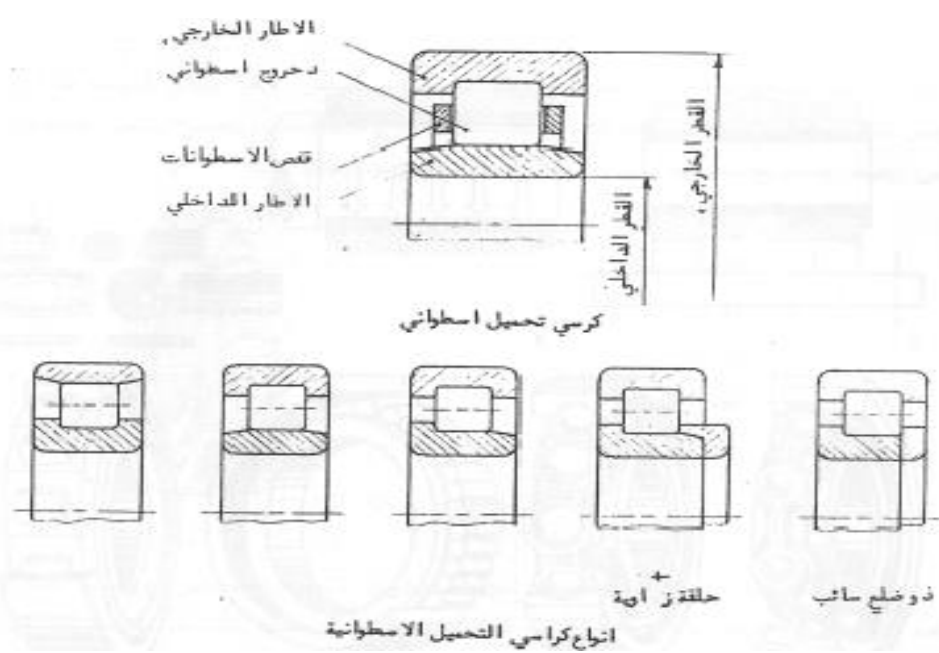 الاطار الخارجي
دحروج اسطواني
قفص الاسطوانات
الاطار الداخلي
القطر الخارجي
القطر الداخلي
كرسي تحميل اسطواني
حلقة زاوية
ذو ضلع سائب
انواع كراسي التحميل الاسطوانية